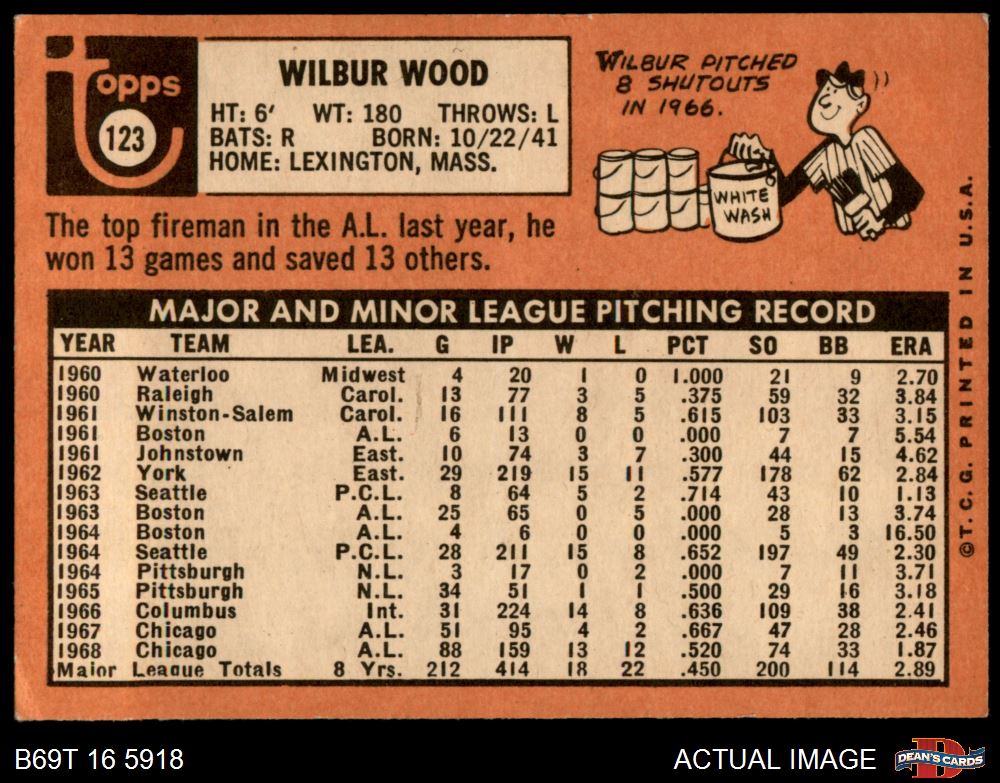 Topps
123
WILBUR WOOD
HT: 6' WT: 180 THROWS: L
BATS: R BORN: 10/22/41
HOME: LEXINGTON, MASS.
WILBUR PITCHED
8 SHUTOUTS
IN 1966.
WHITE
WASH
The top fireman in the A.L. last year, he
won 13 games and saved 13 others.
MAJOR AND MINOR LEAGUE PITCHING RECORD
YEAR TEAM LEA. G IP W L PCT SO BB ERA
1960 Waterloo Midwest 4 20 1 0 1.000 21 9 2.70
1960 Raleigh Carol. 13 77 3 5 .375 59 32 3.84
1961 Winston-Salem Carol. 16 111 8 5 .615 103 33 3.15
1961 Boston A.L. 6 13 0 0 .000 7 7 5.54
1961 Johnstown East. 10 74 3 7 .300 44 15 4.62
1962 York East. 29 219 15 11 .577 178 62 2.84
1963 Seattle P.C.L. 8 64 5 2 .714 43 10 1.13
1963 Boston A.L. 25 65 0 5 .000 28 13 3.74
1964 Boston A.L. 4 6 0 0 .000 5 3 16.50
1964 Seattle P.C.L. 28 211 15 8 .652 197 49 2.30
1964 Pittsburgh N.L. 3 17 0 2 .000 7 11 3.71
1965 Pittsburgh N.L. 34 51 1 1 .500 29 16 3.18
1966 Columbus Int. 31 224 14 8 .636 109 38 2.41
1967 Chicago A.L. 51 95 4 2 .667 47 28 2.46
1968 Chicago A.L. 88 159 13 12 .520 74 33 1.87
Major League Totals 8 Yrs. 212 414 18 22 .450 200 114 2.89
©T.C.G. PRINTED IN U.S.A.
B69T 16 5918
ACTUAL IMAGE
D
DEAN'S CARDS